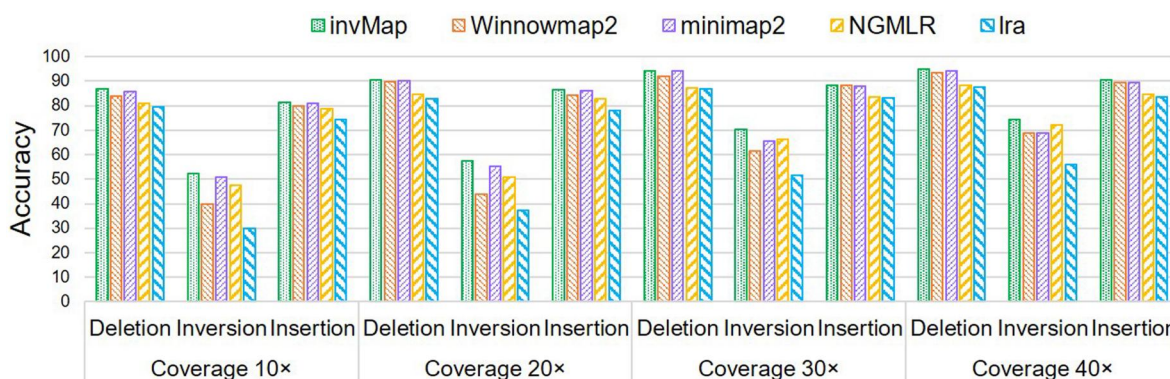 invMap Winnowmap2 minimap2 NGMLR lra
Accuracy
100
90
80
70
60
50
40
30
20
10
0
Deletion Inversion Insertion Deletion Inversion Insertion Deletion Inversion Insertion Deletion Inversion Insertion
Coverage 10× Coverage 20× Coverage 30× Coverage 40×